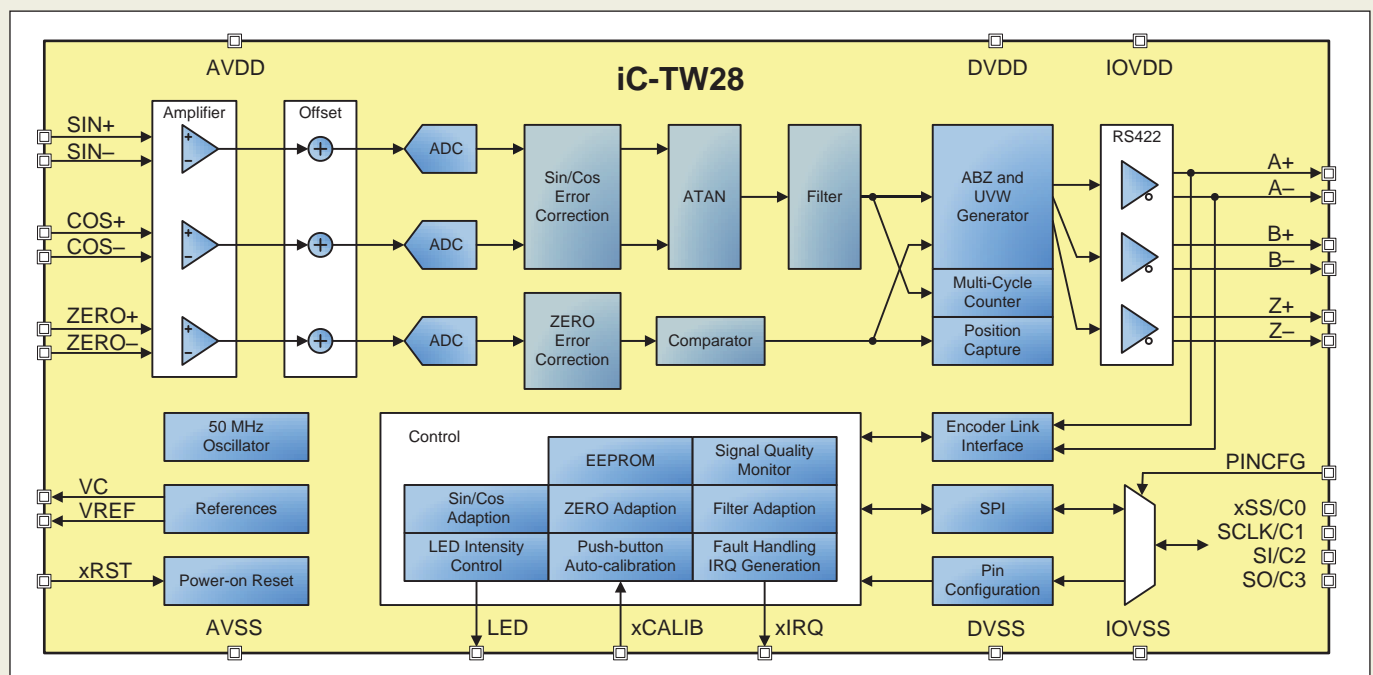 AVDD
DVDD
IOVDD
iC-TW28
SIN+
SIN–
COS+
COS–
ZERO+
ZERO–
Amplifier
+
–
+
–
+
–
Offset
+
+
+
ADC
ADC
ADC
Sin/Cos
Error
Correction
ZERO
Error
Correction
ATAN
Comparator
Filter
ABZ and
UVW
Generator
Multi-Cycle
Counter
Position
Capture
RS422
A+
A–
B+
B–
Z+
Z–
50 MHz
Oscillator
VC
VREF
References
xRST
Power-on Reset
Control
EEPROM
Signal Quality
Monitor
Sin/Cos
Adaption
ZERO Adaption
Filter Adaption
LED Intensity
Control
Push-button
Auto-calibration
Fault Handling
IRQ Generation
Encoder Link
Interface
SPI
Pin
Configuration
PINCFG
xSS/C0
SCLK/C1
SI/C2
SO/C3
AVSS
LED
xCALIB
xIRQ
DVSS
IOVSS